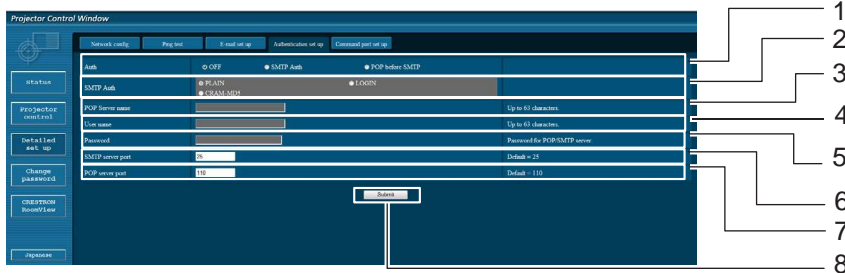 Projector Control Window
Network config Ping test E-mail set up Authentication set up Command port set up
Status
Projector control
Detailed set up
Change password
CRESTRON RoomView
Japanese
Auth OFF SMTP Auth POP before SMTP
SMTP Auth PLAIN LOGIN
CRAM-MD5
POP Server name Up to 63 characters.
User name Up to 63 characters.
Password Password for POP/SMTP server.
SMTP server port 25 Default = 25
POP server port 110 Default = 110
Submit
1
2
3
4
5
6
7
8